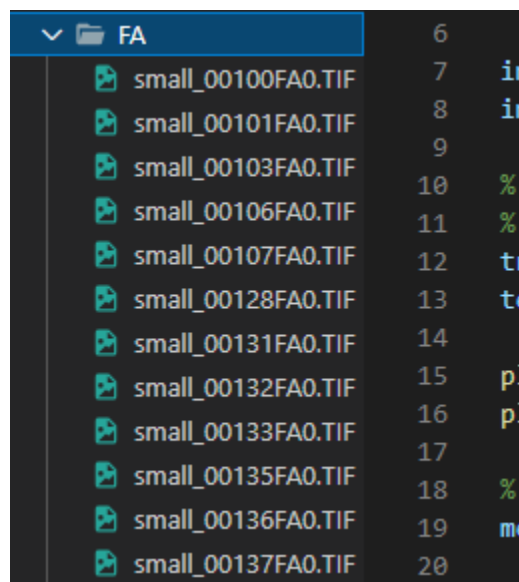 FA
small_00100FA0.TIF
small_00101FA0.TIF
small_00103FA0.TIF
small_00106FA0.TIF
small_00107FA0.TIF
small_00128FA0.TIF
small_00131FA0.TIF
small_00132FA0.TIF
small_00133FA0.TIF
small_00135FA0.TIF
small_00136FA0.TIF
small_00137FA0.TIF
6
7
8
9
10 %
11 %
12
13
14
15
16
17
18 %
19
20